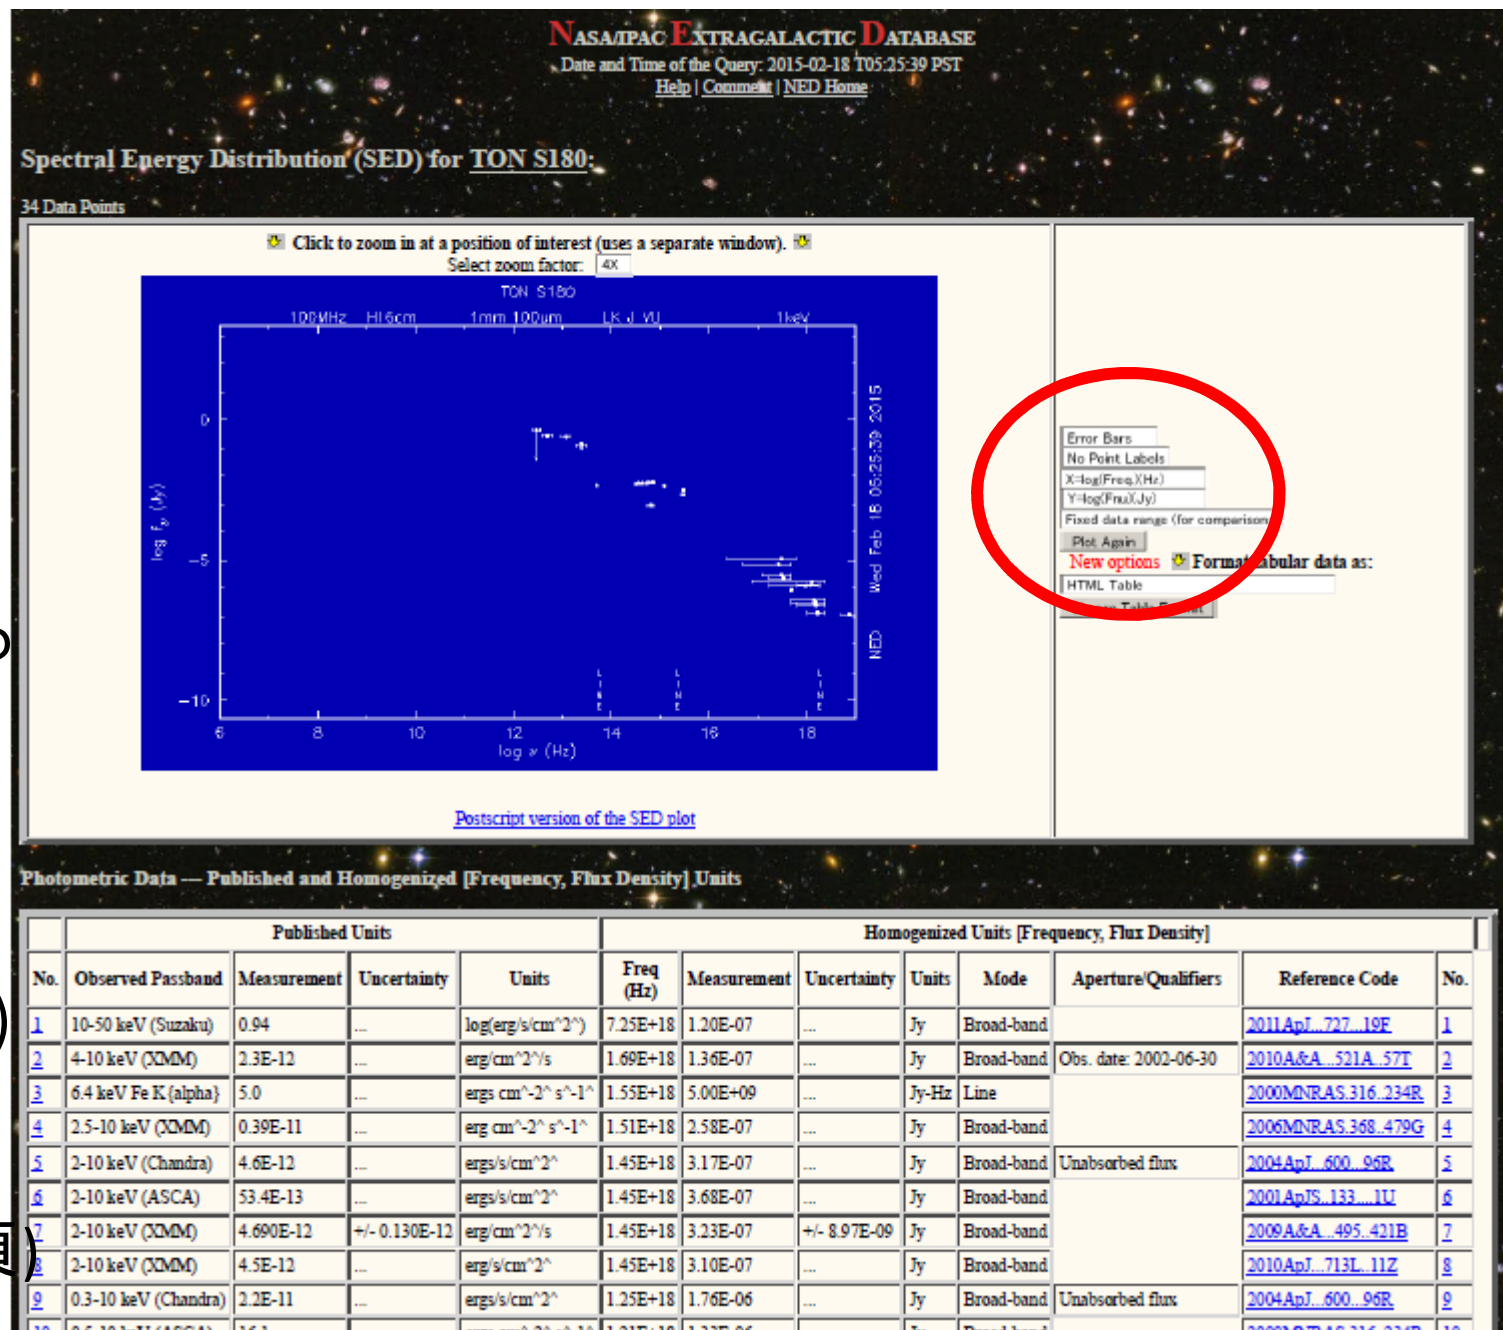 NASA/IPAC EXTRAGALACTIC DATABASE
Date and Time of the Query: 2015-02-18 T05:25:39 PST
Help | Comment | NED Home
Spectral Energy Distribution (SED) for TON S180:
34 Data Points
Click to zoom in at a position of interest (uses a separate window).
Select zoom factor: 4X
TON S180
100MHz HI 6cm 1mm 100um LK J VU 1keV
0
-5
-10
log fν (Jy)
6 8 10 12 14 16 18
log ν (Hz)
LINE LINE LINE
NED Wed Feb 18 05:25:39 2015
Postscript version of the SED plot
Error Bars
No Point Labels
X=log(Freq.)(Hz)
Y=log(Fnu)(Jy)
Fixed data range (for comparison
Plot Again
New options Format tabular data as:
HTML Table
Photometric Data --- Published and Homogenized [Frequency, Flux Density] Units
Published Units Homogenized Units [Frequency, Flux Density]
No. Observed Passband Measurement Uncertainty Units Freq (Hz) Measurement Uncertainty Units Mode Aperture/Qualifiers Reference Code No.
1 10-50 keV (Suzaku) 0.94 ... log(erg/s/cm^2^) 7.25E+18 1.20E-07 ... Jy Broad-band 2011ApJ...727...19F 1
2 4-10 keV (XMM) 2.3E-12 ... erg/cm^2^/s 1.69E+18 1.36E-07 ... Jy Broad-band Obs. date: 2002-06-30 2010A&A...521A..57T 2
3 6.4 keV Fe K{alpha} 5.0 ... ergs cm^-2^ s^-1^ 1.55E+18 5.00E+09 ... Jy-Hz Line 2000MNRAS.316..234R 3
4 2.5-10 keV (XMM) 0.39E-11 ... erg cm^-2^ s^-1^ 1.51E+18 2.58E-07 ... Jy Broad-band 2006MNRAS.368..479G 4
5 2-10 keV (Chandra) 4.6E-12 ... ergs/s/cm^2^ 1.45E+18 3.17E-07 ... Jy Broad-band Unabsorbed flux 2004ApJ...600...96R 5
6 2-10 keV (ASCA) 53.4E-13 ... ergs/s/cm^2^ 1.45E+18 3.68E-07 ... Jy Broad-band 2001ApJS..133....1U 6
7 2-10 keV (XMM) 4.690E-12 +/- 0.130E-12 erg/cm^2^/s 1.45E+18 3.23E-07 +/- 8.97E-09 Jy Broad-band 2009A&A...495..421B 7
8 2-10 keV (XMM) 4.5E-12 ... erg/s/cm^2^ 1.45E+18 3.10E-07 ... Jy Broad-band 2010ApJ...713L..11Z 8
9 0.3-10 keV (Chandra) 2.2E-11 ... ergs/s/cm^2^ 1.25E+18 1.76E-06 ... Jy Broad-band Unabsorbed flux 2004ApJ...600...96R 9